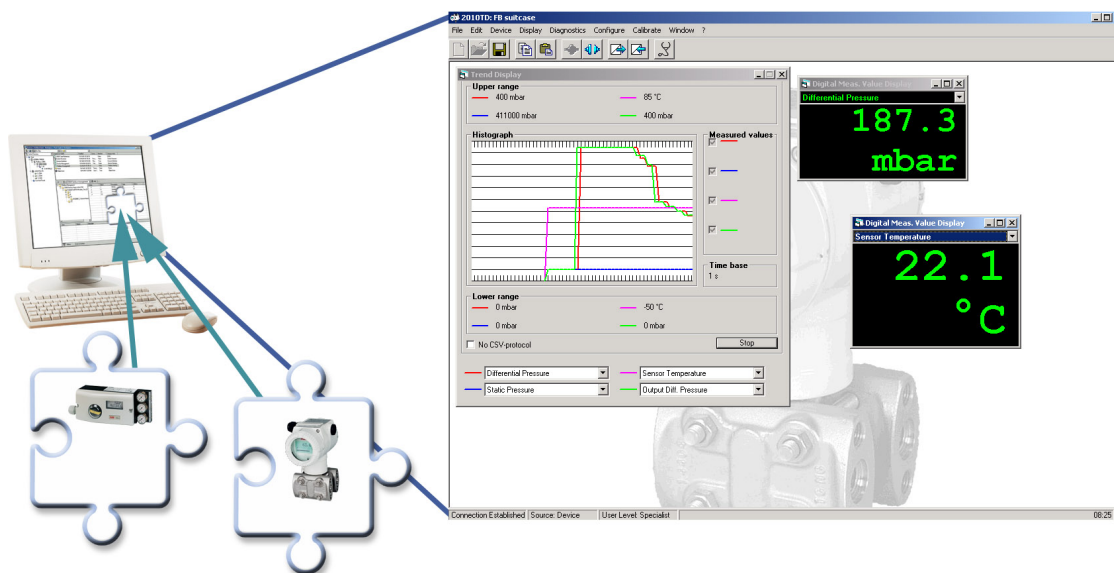 2010TD: FB suitcase
File Edit Device Display Diagnostics Configure Calibrate Window ?
Trend Display
Upper range
400 mbar
85 °C
411000 mbar
400 mbar
Histograph
Measured values
Time base
1 s
Lower range
0 mbar
-50 °C
0 mbar
0 mbar
No CSV-protocol
Stop
Differential Pressure
Sensor Temperature
Static Pressure
Output Diff. Pressure
Digital Meas. Value Display
Differential Pressure
187.3
mbar
Digital Meas. Value Display
Sensor Temperature
22.1
°C
Connection Established Source: Device User Level: Specialist 08:25